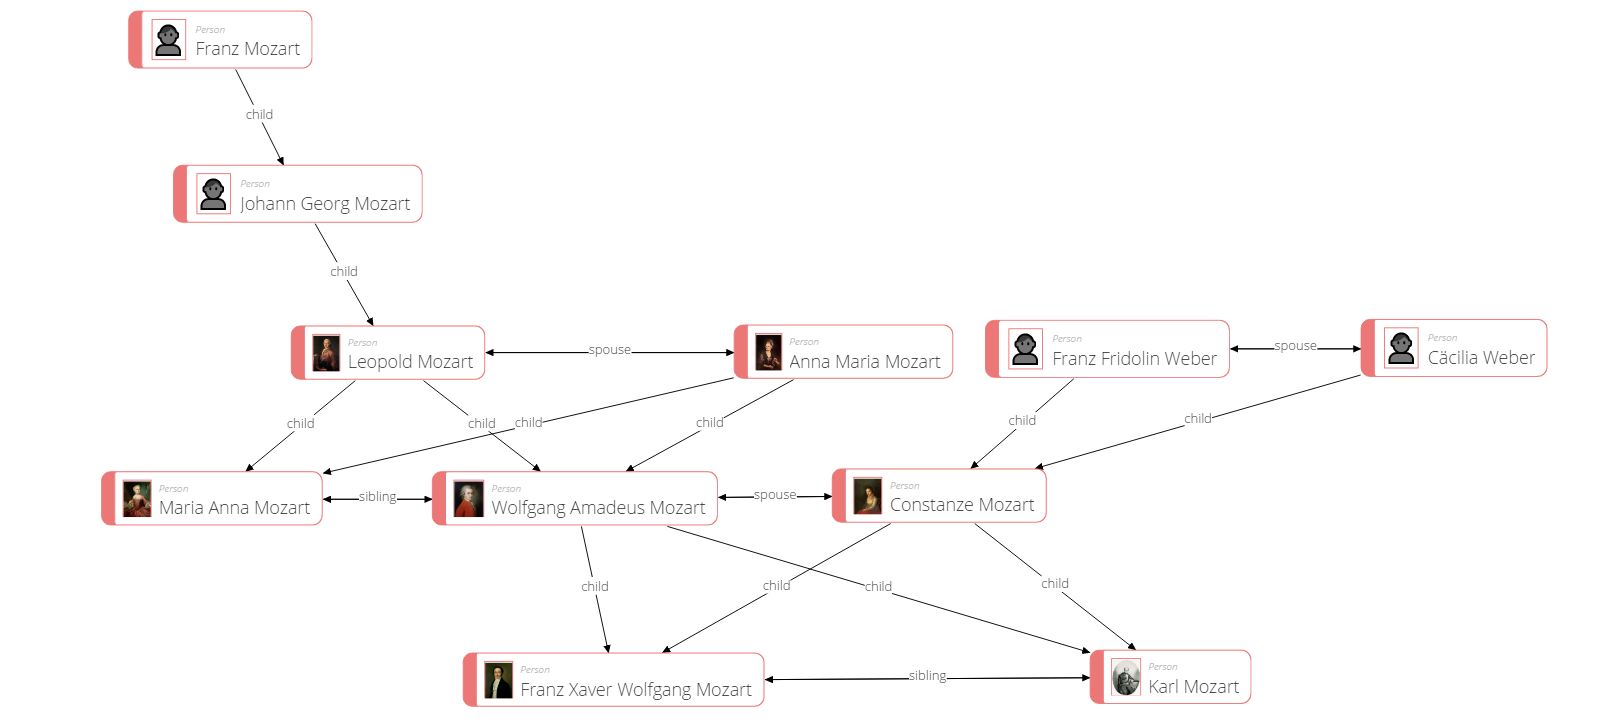 Person
Franz Mozart
child
Person
Johann Georg Mozart
child
Person
Leopold Mozart
spouse
Person
Anna Maria Mozart
Person
Franz Fridolin Weber
spouse
Person
Cäcilia Weber
child
child
child
child
child
child
Person
Maria Anna Mozart
sibling
Person
Wolfgang Amadeus Mozart
spouse
Person
Constanze Mozart
child
child
child
child
Person
Franz Xaver Wolfgang Mozart
sibling
Person
Karl Mozart